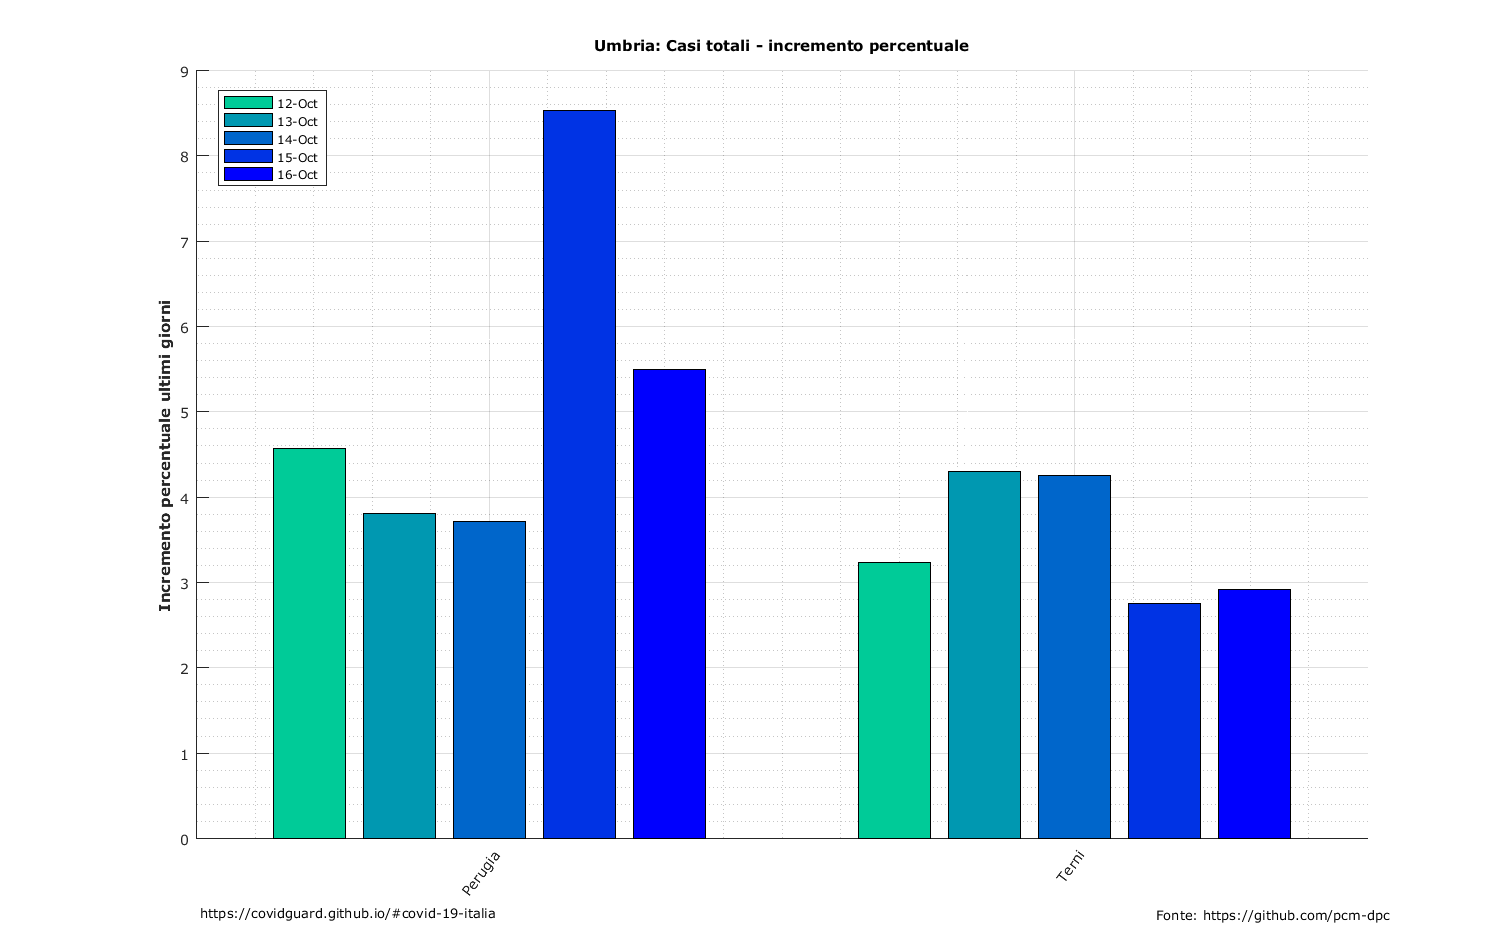 Umbria: Casi totali - incremento percentuale
12-Oct
13-Oct
14-Oct
15-Oct
16-Oct
Incremento percentuale ultimi giorni
9
8
7
6
5
4
3
2
1
0
Perugia
Terni
https://covidguard.github.io/#covid-19-italia
Fonte: https://github.com/pcm-dpc